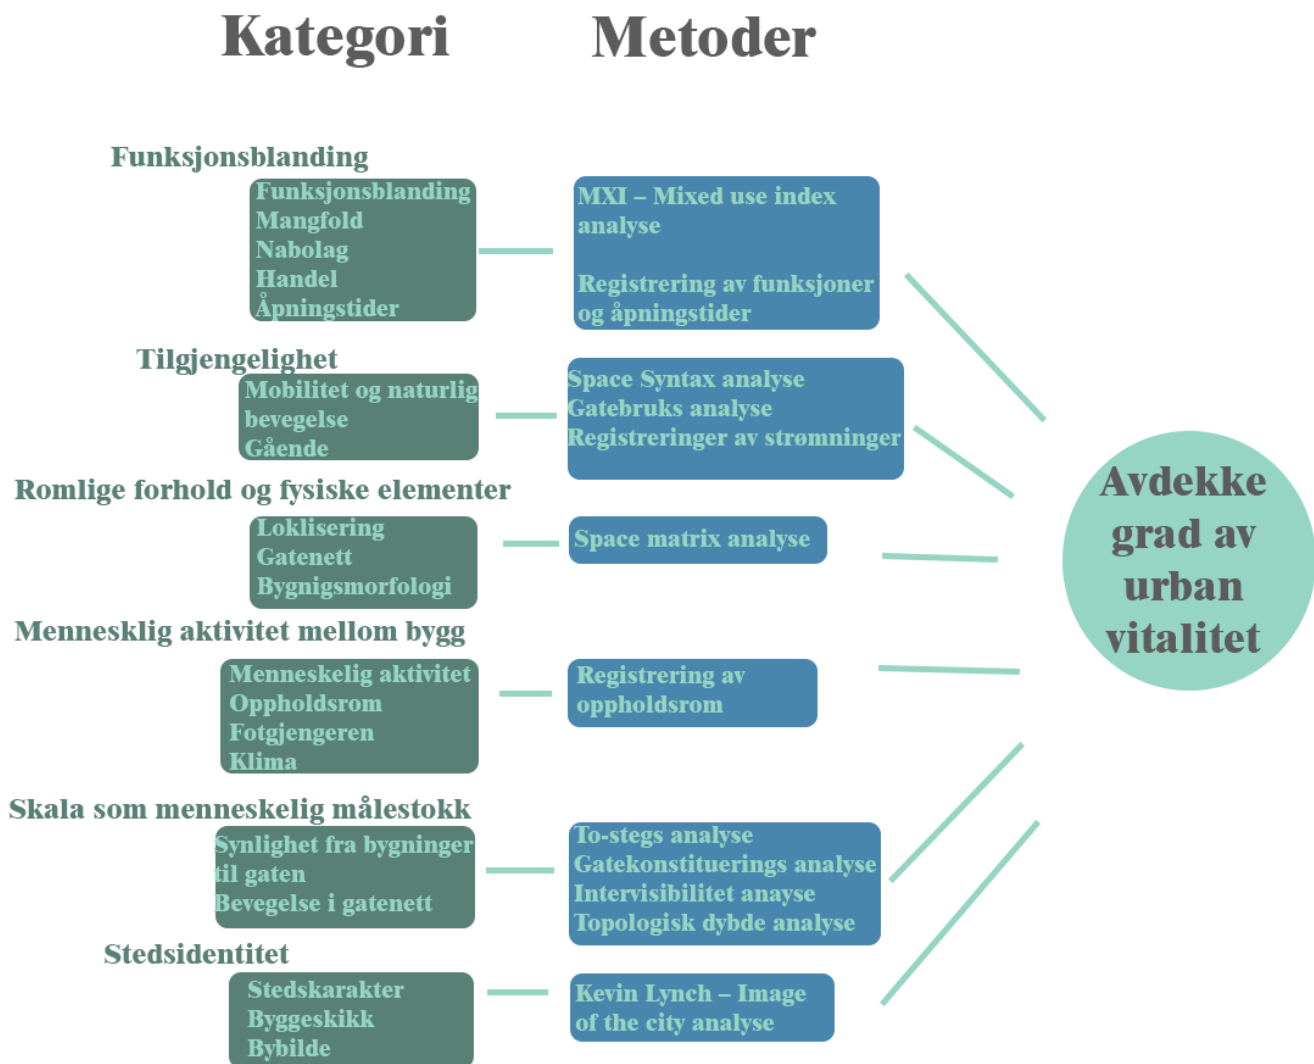 Kategori
Metoder
Funksjonsblanding
Funksjonsblanding
Mangfold
Nabolag
Handel
Åpningstider
MXI – Mixed use index
analyse
Registrering av funksjoner
og åpningstider
Tilgjengelighet
Mobilitet og naturlig
bevegelse
Gående
Space Syntax analyse
Gatebruks analyse
Registreringer av strømninger
Romlige forhold og fysiske elementer
Loklisering
Gatenett
Bygnigsmorfologi
Space matrix analyse
Mennesklig aktivitet mellom bygg
Menneskelig aktivitet
Oppholdsrom
Fotgjengeren
Klima
Registrering av
oppholdsrom
Skala som menneskelig målestokk
Synlighet fra bygninger
til gaten
Bevegelse i gatenett
To-stegs analyse
Gatekonstituerings analyse
Intervisibilitet anayse
Topologisk dybde analyse
Stedsidentitet
Stedskarakter
Byggeskikk
Bybilde
Kevin Lynch – Image
of the city analyse
Avdekke
grad av
urban
vitalitet